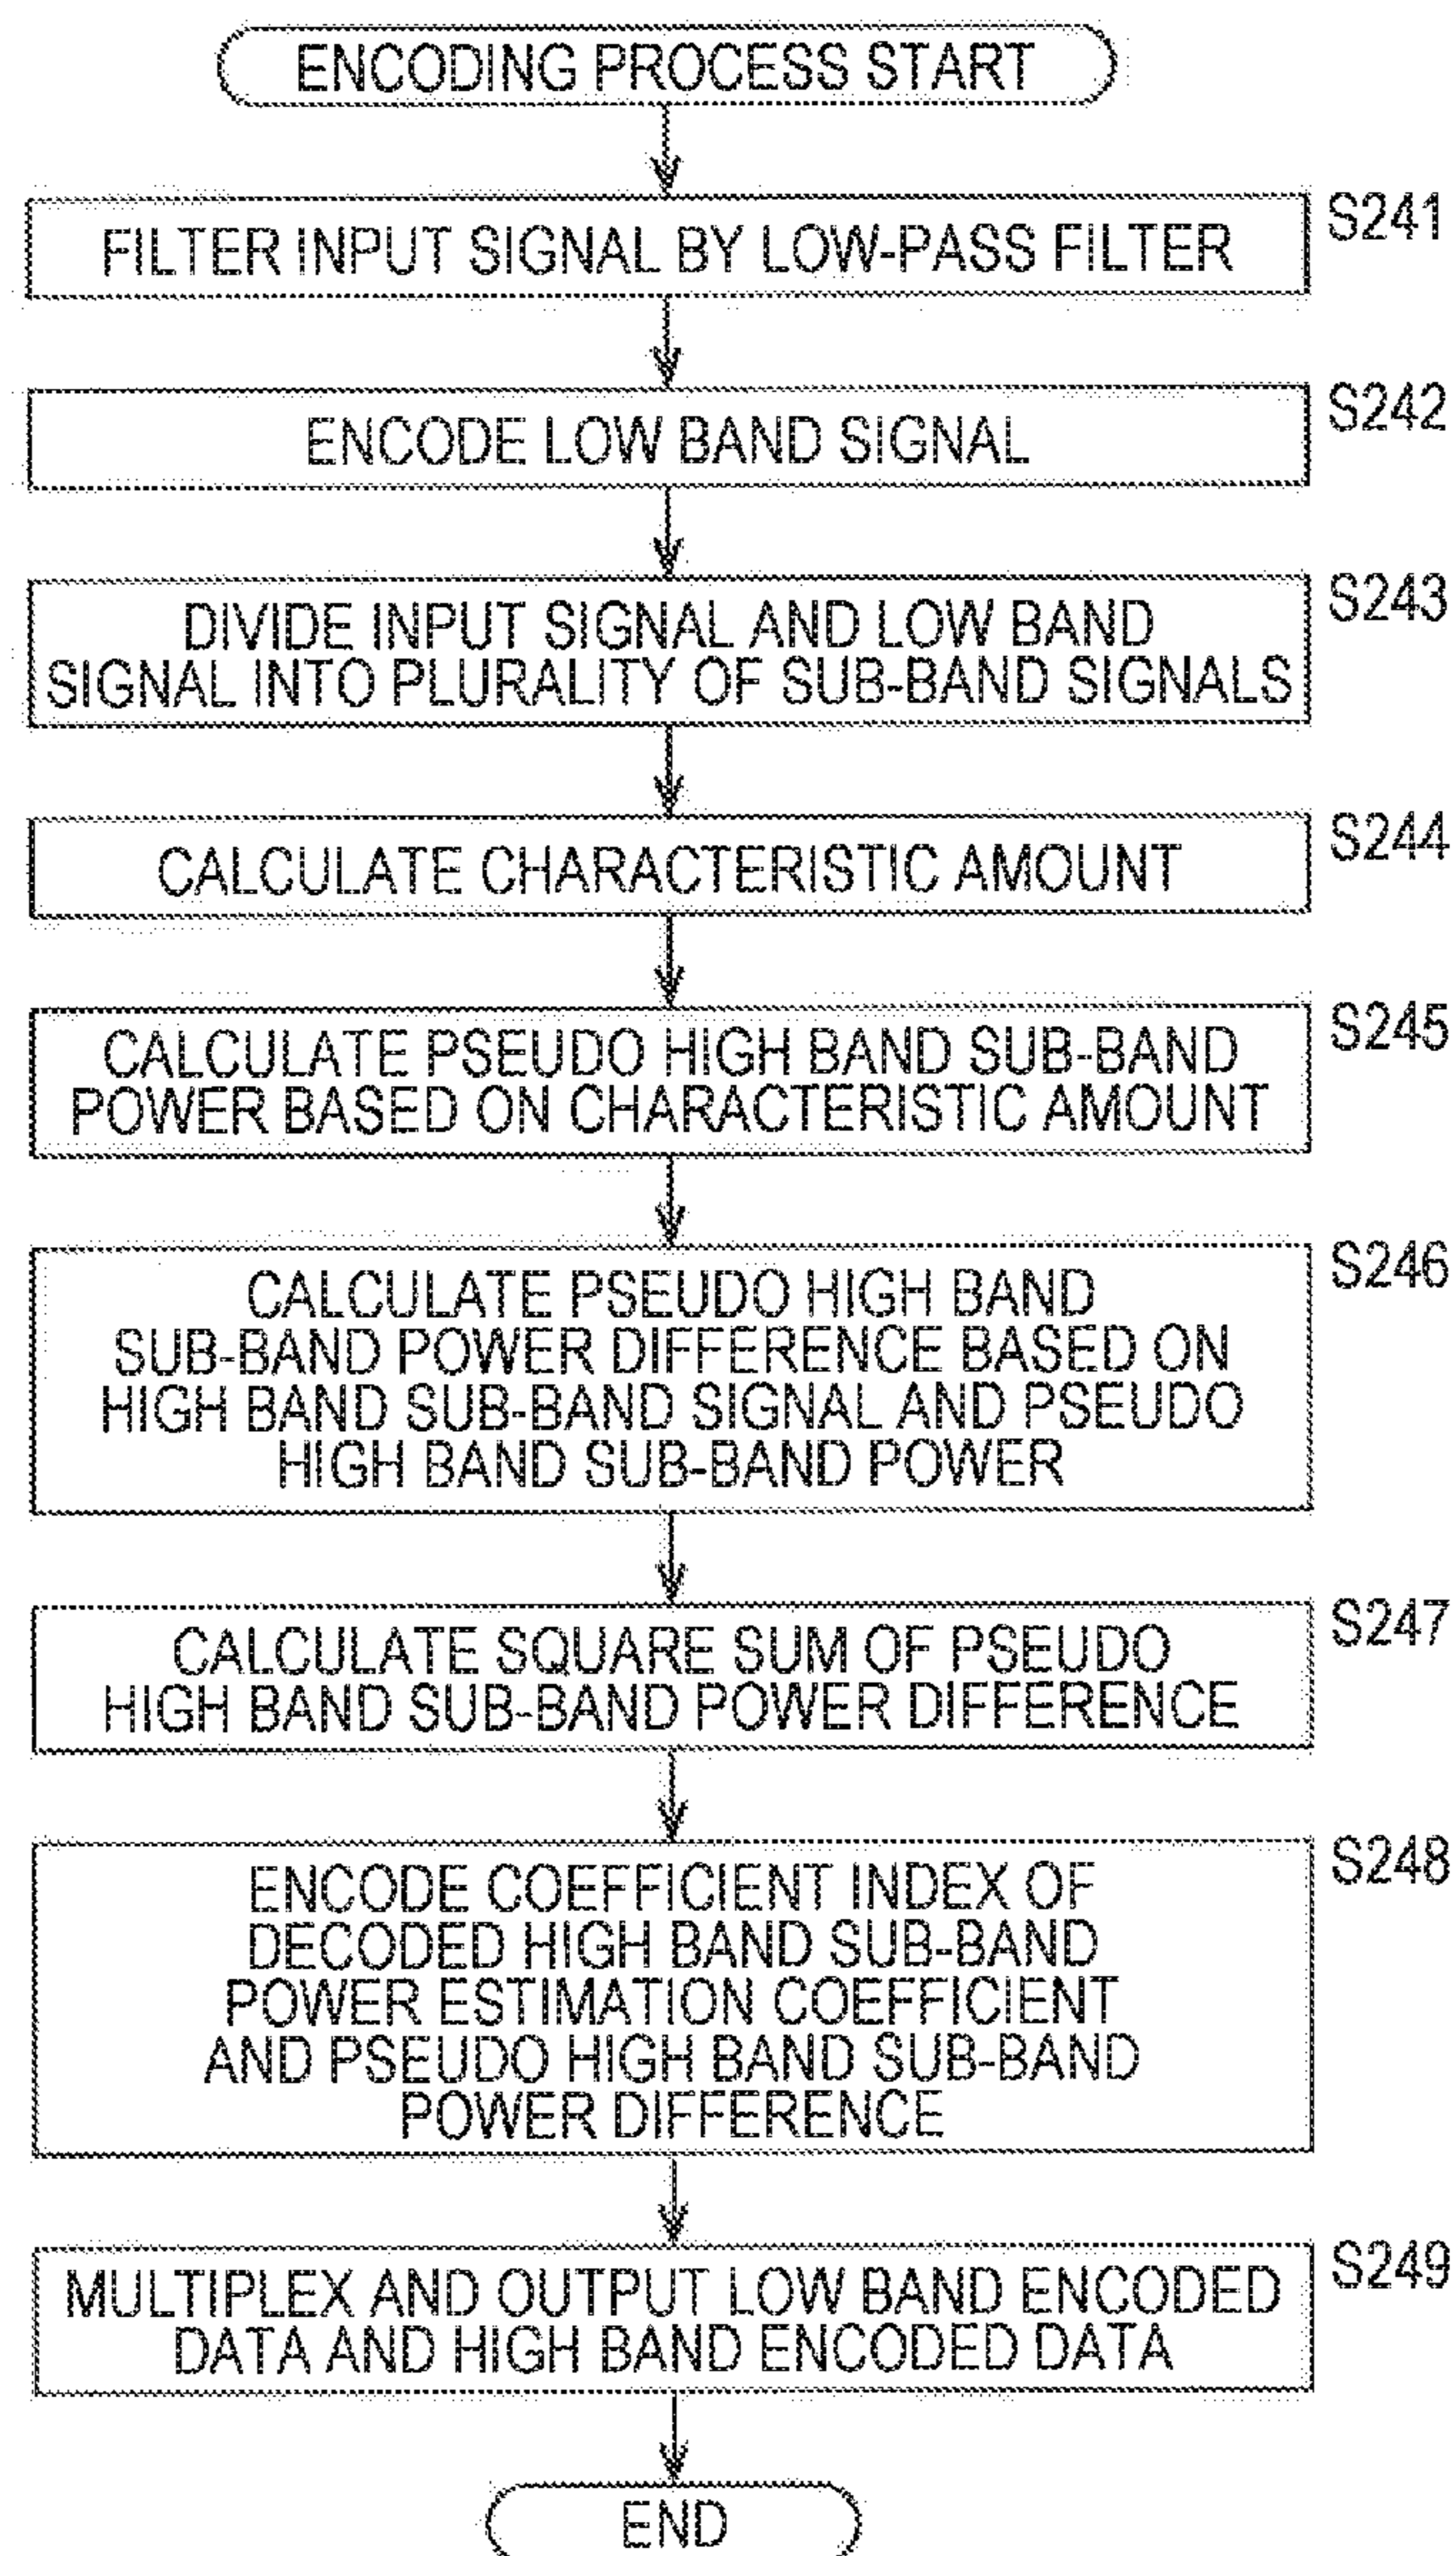 ENCODING PROCESS START
S241
FILTER INPUT SIGNAL BY LOW-PASS FILTER
S242
ENCODE LOW BAND SIGNAL
S243
DIVIDE INPUT SIGNAL AND LOW BAND
SIGNAL INTO PLURALITY OF SUB-BAND SIGNALS
S244
CALCULATE CHARACTERISTIC AMOUNT
S245
CALCULATE PSEUDO HIGH BAND SUB-BAND
POWER BASED ON CHARACTERISTIC AMOUNT
S246
CALCULATE PSEUDO HIGH BAND
SUB-BAND POWER DIFFERENCE BASED ON
HIGH BAND SUB-BAND SIGNAL AND PSEUDO
HIGH BAND SUB-BAND POWER
S247
CALCULATE SQUARE SUM OF PSEUDO
HIGH BAND SUB-BAND POWER DIFFERENCE
S248
ENCODE COEFFICIENT INDEX OF
DECODED HIGH BAND SUB-BAND
POWER ESTIMATION COEFFICIENT
AND PSEUDO HIGH BAND SUB-BAND
POWER DIFFERENCE
S249
MULTIPLEX AND OUTPUT LOW BAND ENCODED
DATA AND HIGH BAND ENCODED DATA
END